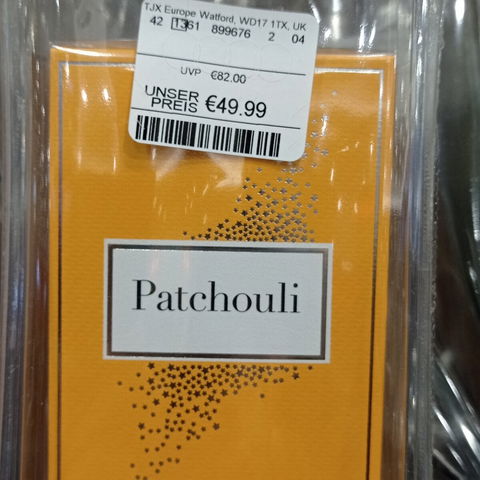 TJX Europe Watford, WD17 1TX, UK
42 1361 899676 2 04
UVP €82.00
UNSER PREIS €49.99
Patchouli